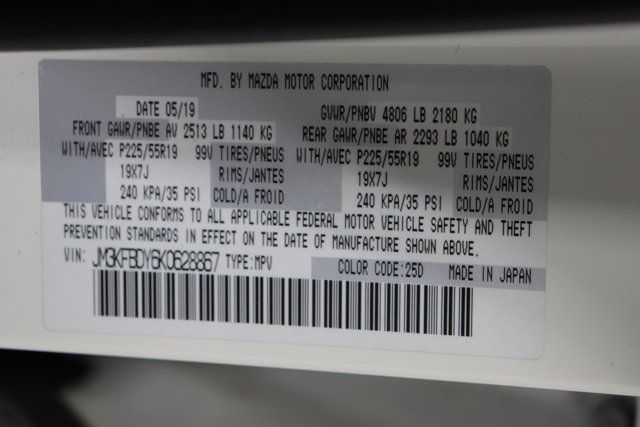 MFD. BY MAZDA MOTOR CORPORATION
DATE 05/19 GVWR/PNBV 4806 LB 2180 KG
FRONT GAWR/PNBE AV 2513 LB 1140 KG REAR GAWR/PNBE AR 2293 LB 1040 KG
WITH/AVEC P225/55R19 99V TIRES/PNEUS WITH/AVEC P225/55R19 99V TIRES/PNEUS
19X7J RIMS/JANTES 19X7J RIMS/JANTES
240 KPA/35 PSI COLD/A FROID 240 KPA/35 PSI COLD/A FROID
THIS VEHICLE CONFORMS TO ALL APPLICABLE FEDERAL MOTOR VEHICLE SAFETY AND THEFT
PREVENTION STANDARDS IN EFFECT ON THE DATE OF MANUFACTURE SHOWN ABOVE.
VIN: JM3KFBDY6K0628867 TYPE:MPV COLOR CODE:25D MADE IN JAPAN